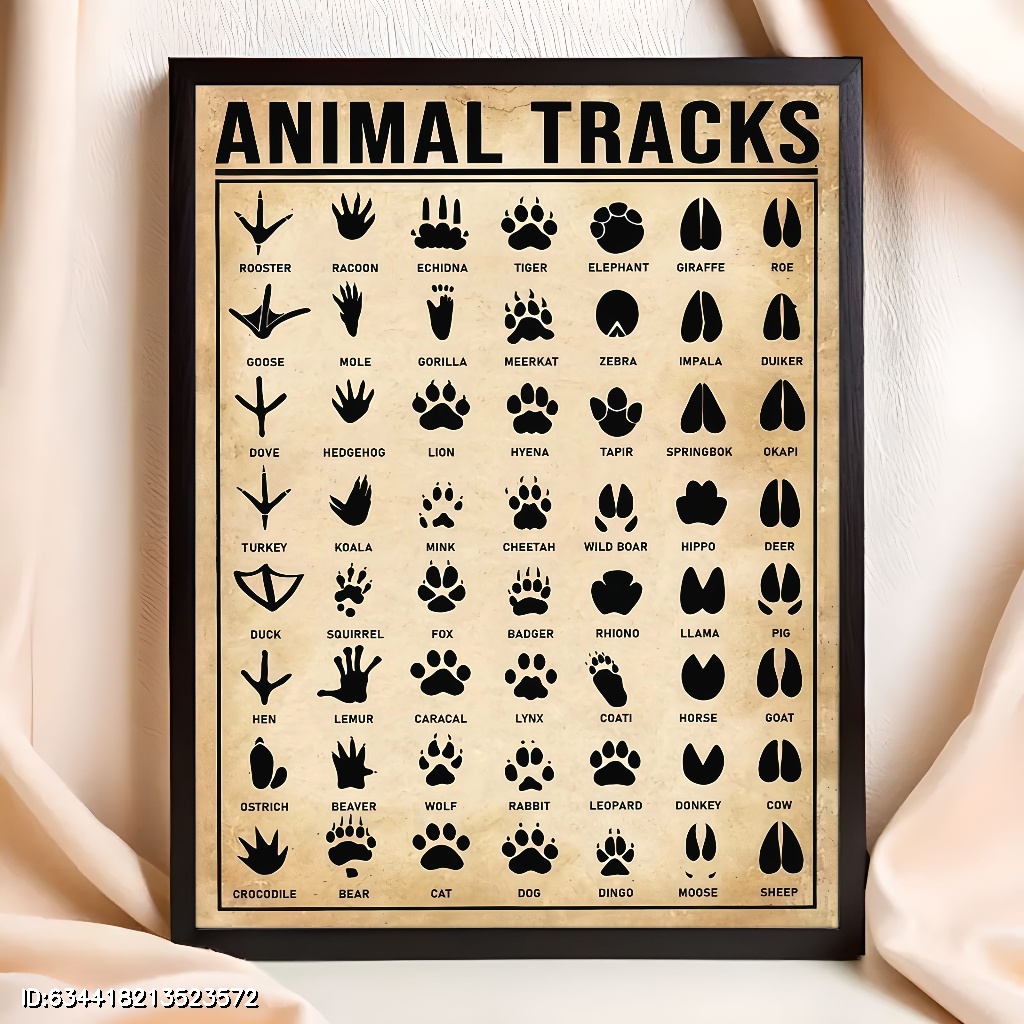 ANIMAL TRACKS
ROOSTER RACOON ECHIDNA TIGER ELEPHANT GIRAFFE ROE
GOOSE MOLE GORILLA MEERKAT ZEBRA IMPALA DUIKER
DOVE HEDGEHOG LION HYENA TAPIR SPRINGBOK OKAPI
TURKEY KOALA MINK CHEETAH WILD BOAR HIPPO DEER
DUCK SQUIRREL FOX BADGER RHIONO LLAMA PIG
HEN LEMUR CARACAL LYNX COATI HORSE GOAT
OSTRICH BEAVER WOLF RABBIT LEOPARD DONKEY COW
CROCODILE BEAR CAT DOG DINGO MOOSE SHEEP
ID:634418213523572